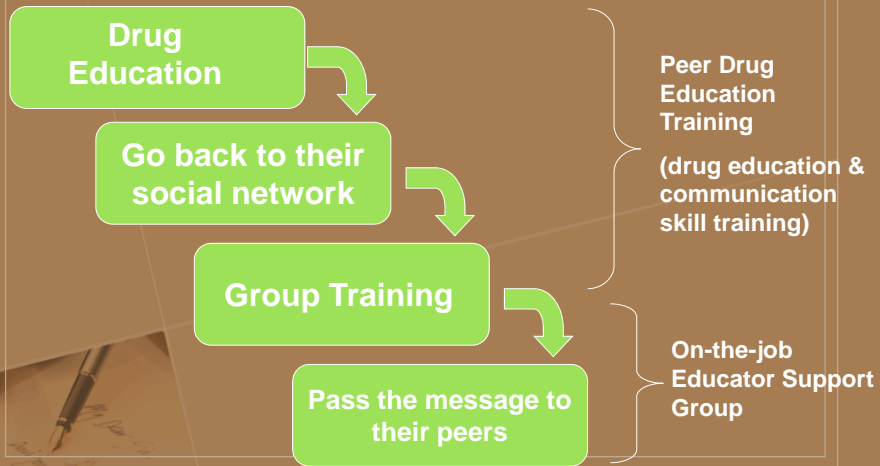 Drug
Education
Go back to their
social network
Group Training
Pass the message to
their peers
Peer Drug
Education
Training
(drug education &
communication
skill training)
On-the-job
Educator Support
Group